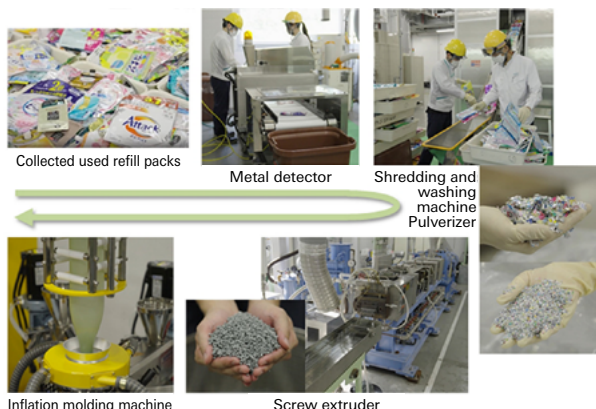 Attack
Collected used refill packs
Metal detector
Shredding and
washing
machine
Pulverizer
Inflation molding machine
Screw extruder